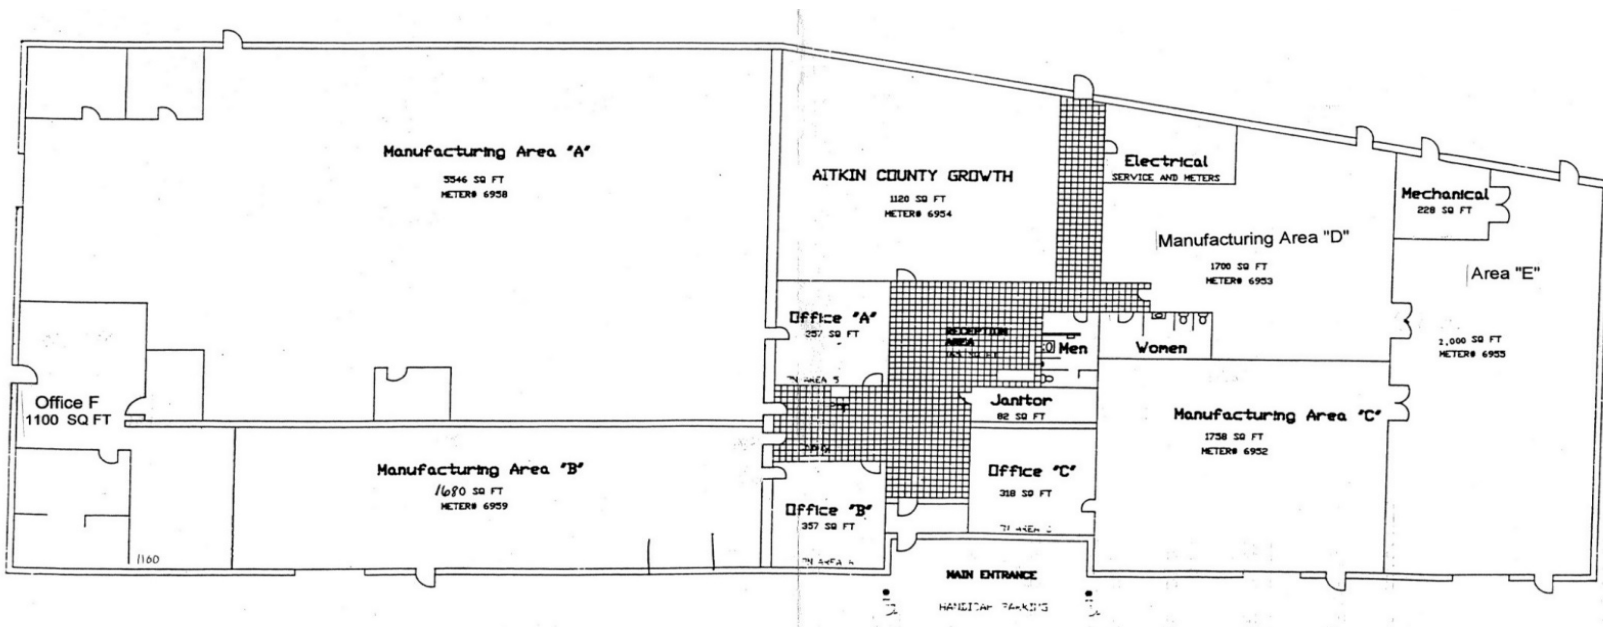 Manufacturing Area "A"
5546 SQ FT
METER# 6958
AITKIN COUNTY GROWTH
1120 SQ FT
METER# 6954
Electrical
SERVICE AND METERS
Mechanical
228 SQ FT
Manufacturing Area "D"
1700 SQ FT
METER# 6953
Area "E"
2,000 SQ FT
METER# 6955
Office "A"
257 SQ FT
RECEPTION
AREA
Men
Women
Janitor
82 SQ FT
Office F
1100 SQ FT
Manufacturing Area "C"
1758 SQ FT
METER# 6952
Manufacturing Area "B"
1680 SQ FT
METER# 6959
Office "C"
318 SQ FT
Office "B"
357 SQ FT
1160
MAIN ENTRANCE
HANDICAP PARKING